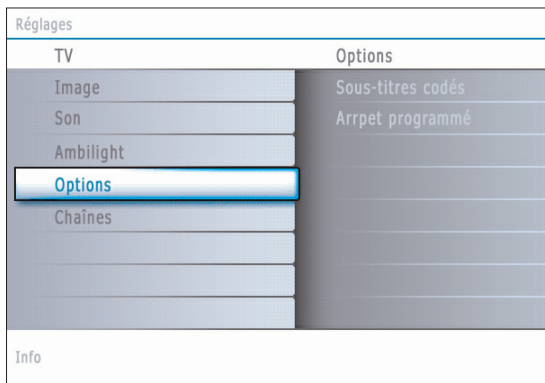 Réglages
TV Options
Image Sous-titres codés
Son Arrpet programmé
Ambilight
Options
Chaînes
Info